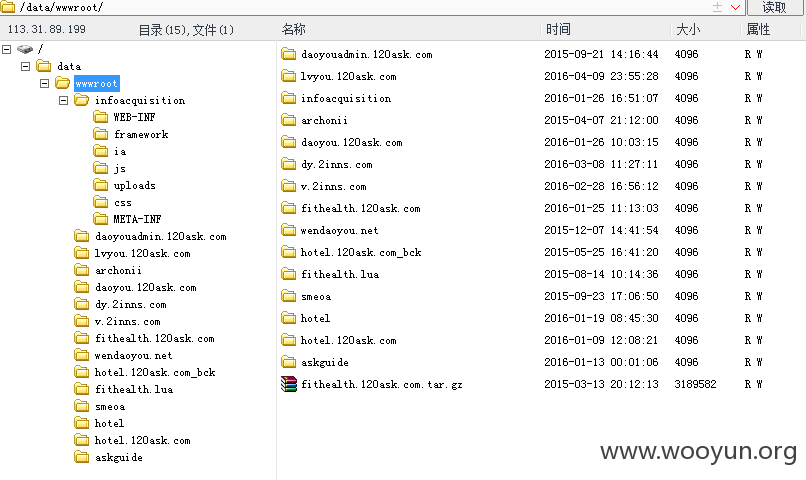 /data/wwwroot/ 读取
113.31.89.199 目录(15),文件(1) 名称 时间 大小 属性
/
data
wwwroot
infoacquisition
WEB-INF
framework
ia
js
uploads
css
META-INF
daoyouadmin.120ask.com
lvyou.120ask.com
archonii
daoyou.120ask.com
dy.2inns.com
v.2inns.com
fithealth.120ask.com
wendaoyou.net
hotel.120ask.com_bck
fithealth.lua
smeoa
hotel
hotel.120ask.com
askguide
daoyouadmin.120ask.com 2015-09-21 14:16:44 4096 R W
lvyou.120ask.com 2016-04-09 23:55:28 4096 R W
infoacquisition 2016-01-26 16:51:07 4096 R W
archonii 2015-04-07 21:12:00 4096 R W
daoyou.120ask.com 2016-01-26 10:03:15 4096 R W
dy.2inns.com 2016-03-08 11:27:11 4096 R W
v.2inns.com 2016-02-28 16:56:12 4096 R W
fithealth.120ask.com 2016-01-25 11:13:03 4096 R W
wendaoyou.net 2015-12-07 14:41:54 4096 R W
hotel.120ask.com_bck 2015-05-25 16:41:20 4096 R W
fithealth.lua 2015-08-14 10:14:36 4096 R W
smeoa 2015-09-23 17:06:50 4096 R W
hotel 2016-01-19 08:45:30 4096 R W
hotel.120ask.com 2016-01-09 12:08:21 4096 R W
askguide 2016-01-13 00:01:06 4096 R W
fithealth.120ask.com.tar.gz 2015-03-13 20:12:13 3189582 R W
www.wooyun.org